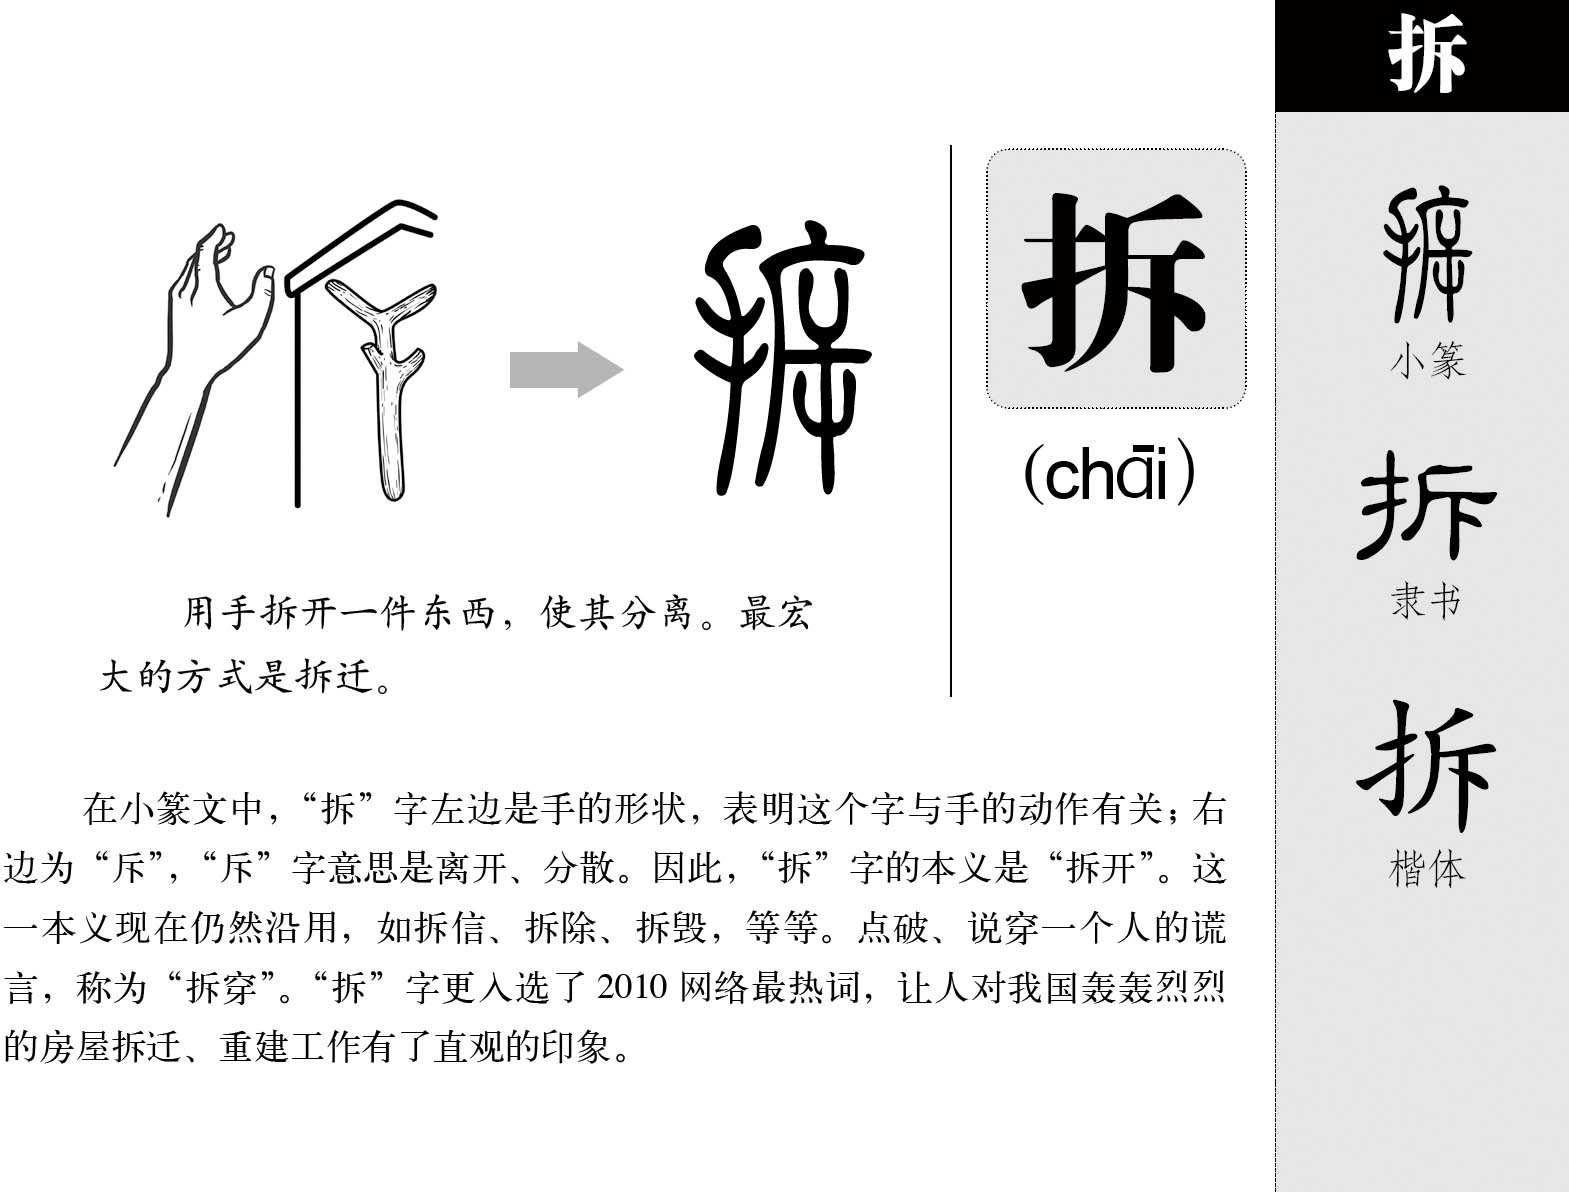 拆
(chāi)
用手拆开一件东西，使其分离。最宏
大的方式是拆迁。
在小篆文中，“拆”字左边是手的形状，表明这个字与手的动作有关；右
边为“斥”，“斥”字意思是离开、分散。因此，“拆”字的本义是“拆开”。这
一本义现在仍然沿用，如拆信、拆除、拆毁，等等。点破、说穿一个人的谎
言，称为“拆穿”。“拆”字更入选了2010网络最热词，让人对我国轰轰烈烈
的房屋拆迁、重建工作有了直观的印象。
拆
拆
小篆
拆
隶书
拆
楷体